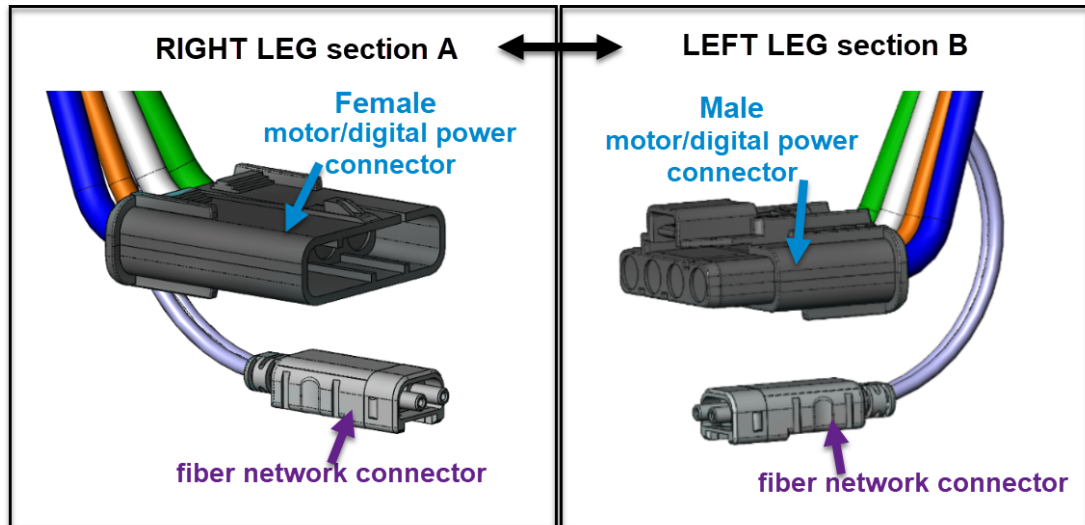 RIGHT LEG section A
Female
motor/digital power
connector
fiber network connector
LEFT LEG section B
Male
motor/digital power
connector
fiber network connector